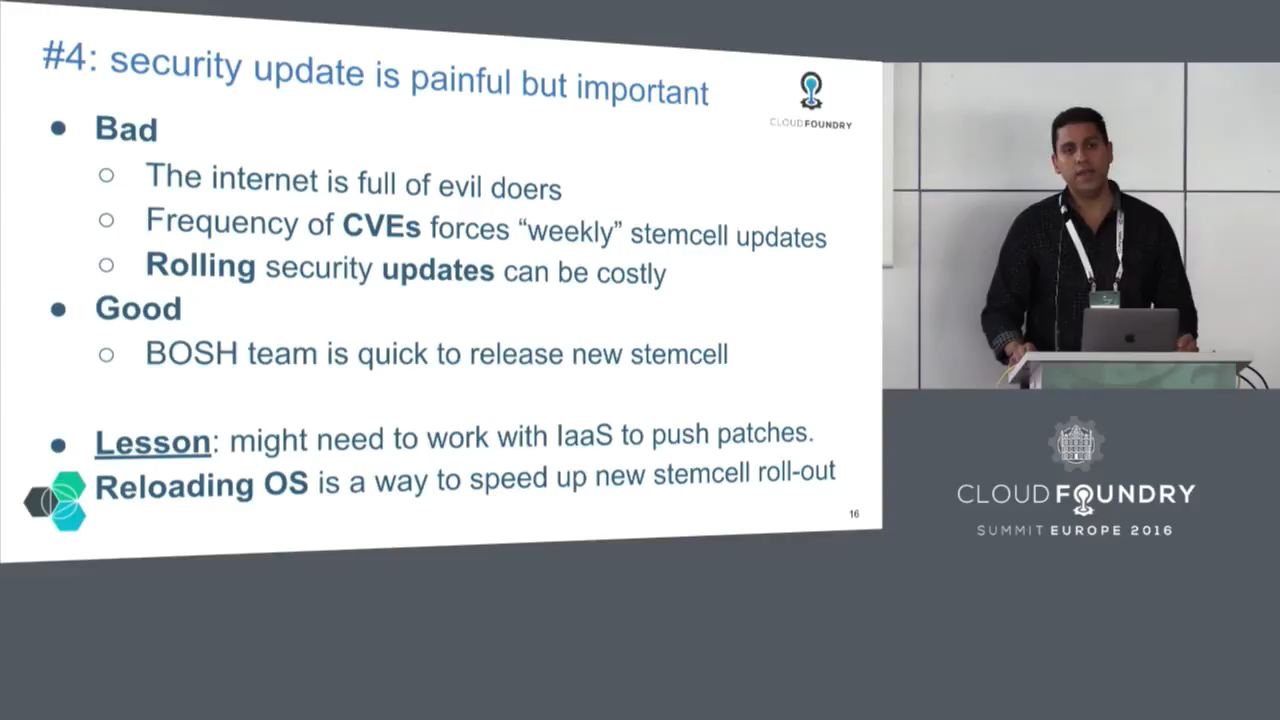 #4: security update is painful but important
CLOUDFOUNDRY
● Bad
○ The internet is full of evil doers
○ Frequency of CVEs forces “weekly” stemcell updates
○ Rolling security updates can be costly
● Good
○ BOSH team is quick to release new stemcell
● Lesson: might need to work with IaaS to push patches.
Reloading OS is a way to speed up new stemcell roll-out
16
CLOUD FOUNDRY
SUMMIT EUROPE 2016